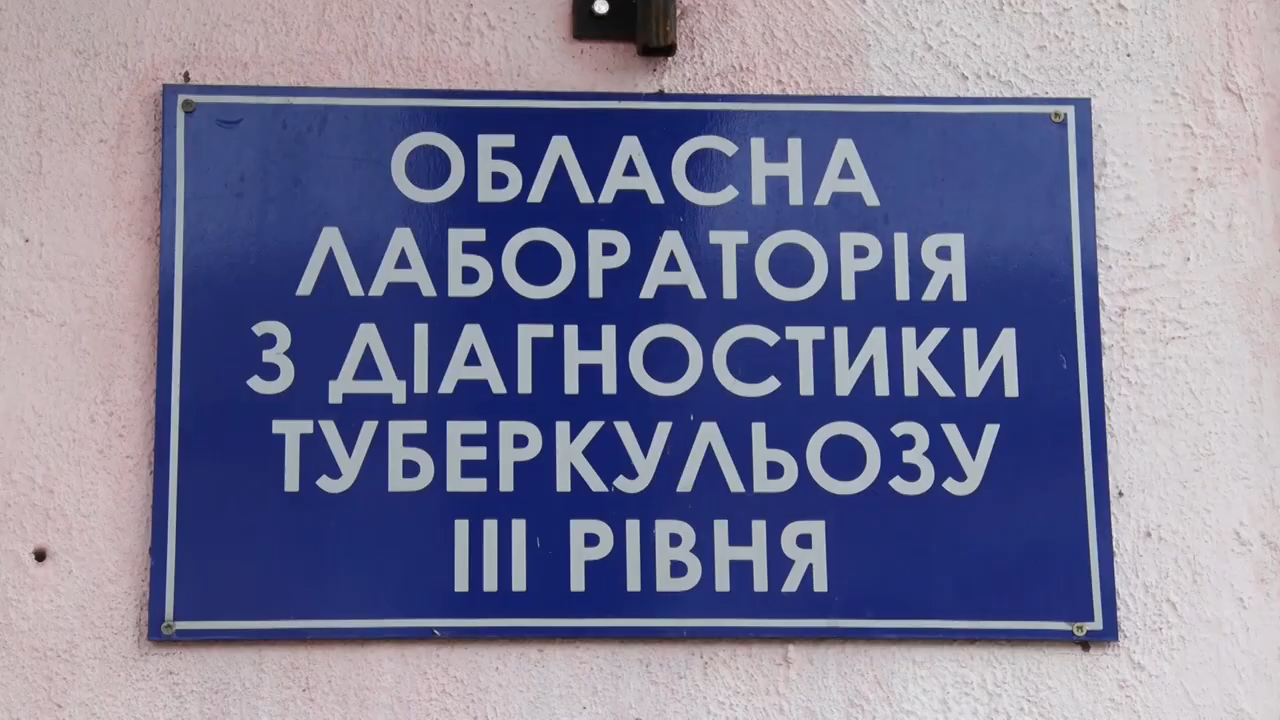 ОБЛАСНА
ЛАБОРАТОРІЯ
З ДІАГНОСТИКИ
ТУБЕРКУЛЬОЗУ
ІІІ РІВНЯ